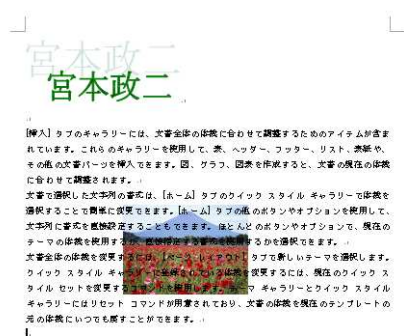 宮本政二
[挿入] タブのギャラリーには、文書全体の体裁に合わせて調整するためのアイテムが含ま
れています。これらのギャラリーを使用して、表、ヘッダー、フッター、リスト、表紙や、
その他の文書パーツを挿入できます。図、グラフ、図表を作成すると、文書の現在の体裁
に合わせて調整されます。
文書で選択した文字列の書式は、[ホーム] タブのクイック スタイル ギャラリーで体裁を
選択することで簡単に変更できます。[ホーム] タブの他のボタンやオプションを使用して、
文字列に書式を直接設定することもできます。ほとんどのボタンやオプションで、現在の
テーマの体裁を使用するか、直接指定する書式を使用するかを選択できます。
文書全体の体裁を変更するには、[ページ レイアウト] タブで新しいテーマを選択します。
クイック スタイル ギャラリーに登録されている体裁を変更するには、現在のクイック ス
タイル セットを変更するコマンドを使用します。テーマ ギャラリーとクイック スタイル
ギャラリーにはリセット コマンドが用意されており、文書の体裁を現在のテンプレートの
元の体裁にいつでも戻すことができます。